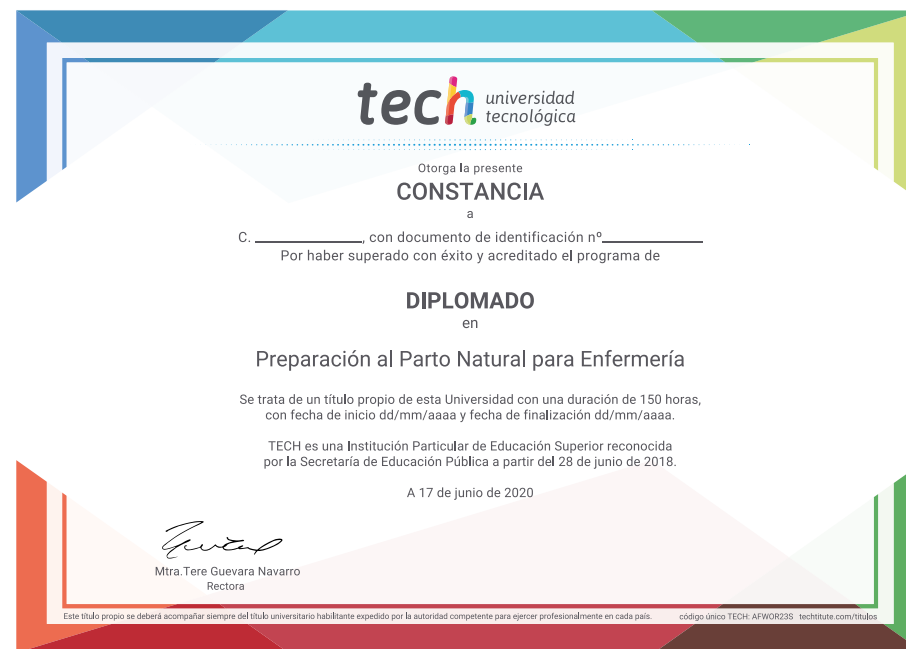 tech universidad
tecnológica
Otorga la presente
CONSTANCIA
a
C. ____________, con documento de identificación nº____________
Por haber superado con éxito y acreditado el programa de
DIPLOMADO
en
Preparación al Parto Natural para Enfermería
Se trata de un título propio de esta Universidad con una duración de 150 horas,
con fecha de inicio dd/mm/aaaa y fecha de finalización dd/mm/aaaa.
TECH es una Institución Particular de Educación Superior reconocida
por la Secretaría de Educación Pública a partir del 28 de junio de 2018.
A 17 de junio de 2020
Mtra.Tere Guevara Navarro
Rectora
Este título propio se deberá acompañar siempre del título universitario habilitante expedido por la autoridad competente para ejercer profesionalmente en cada país. código único TECH: AFWOR23S techtitute.com/titulos